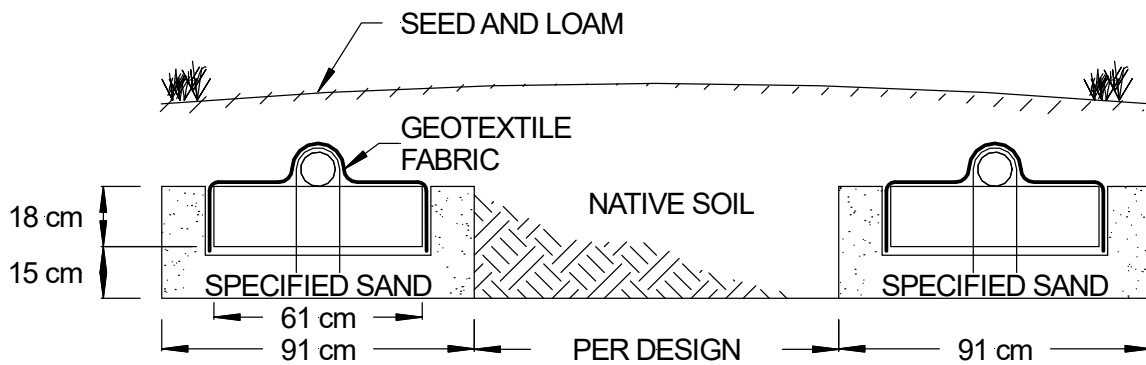 SEED AND LOAM
GEOTEXTILE
FABRIC
18 cm
NATIVE SOIL
15 cm
SPECIFIED SAND
SPECIFIED SAND
61 cm
91 cm
PER DESIGN
91 cm